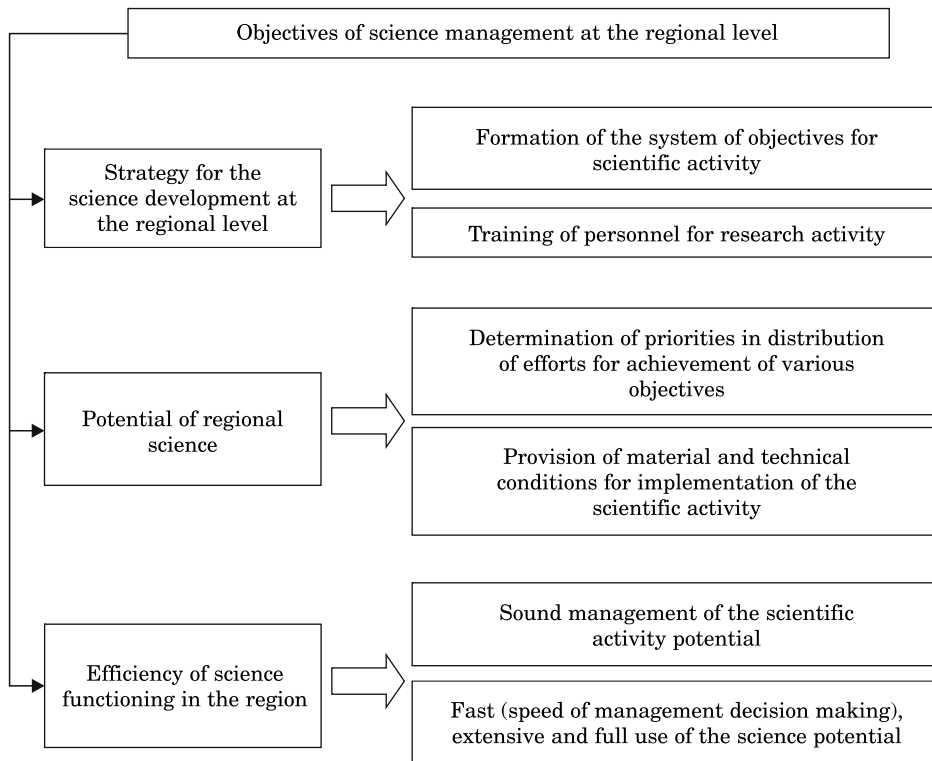 Objectives of science management at the regional level
Strategy for the
science development at
the regional level
Formation of the system of objectives for
scientific activity
Training of personnel for research activity
Potential of regional
science
Determination of priorities in distribution
of efforts for achievement of various
objectives
Provision of material and technical
conditions for implementation of the
scientific activity
Efficiency of science
functioning in the region
Sound management of the scientific
activity potential
Fast (speed of management decision making),
extensive and full use of the science potential